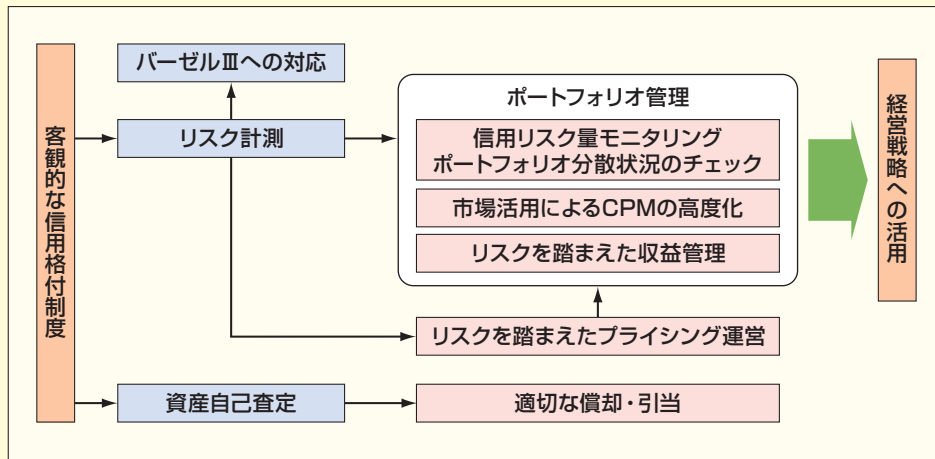 客観的な信用格付制度
バーゼルⅢへの対応
リスク計測
ポートフォリオ管理
信用リスク量モニタリング
ポートフォリオ分散状況のチェック
市場活用によるCPMの高度化
リスクを踏まえた収益管理
リスクを踏まえたプライシング運営
資産自己査定
適切な償却・引当
経営戦略への活用